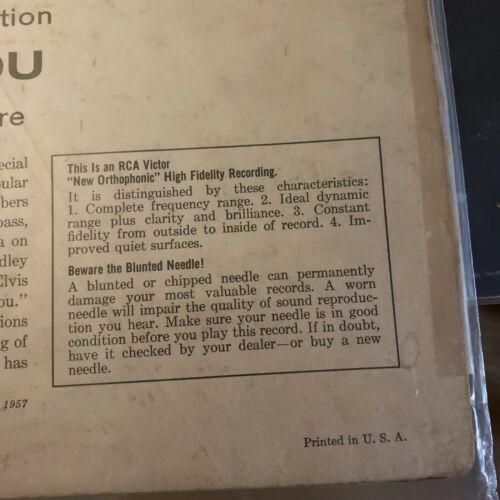 tion
OU
re
ecial
pular
bers
pass,
a on
dley
Elvis
ou."
ions
g of
has
1957
This Is an RCA Victor
"New Orthophonic" High Fidelity Recording.
It is distinguished by these characteristics:
1. Complete frequency range. 2. Ideal dynamic
range plus clarity and brilliance. 3. Constant
fidelity from outside to inside of record. 4. Im-
proved quiet surfaces.
Beware the Blunted Needle!
A blunted or chipped needle can permanently
damage your most valuable records. A worn
needle will impair the quality of sound reproduc-
tion you hear. Make sure your needle is in good
condition before you play this record. If in doubt,
have it checked by your dealer—or buy a new
needle.
Printed in U. S. A.